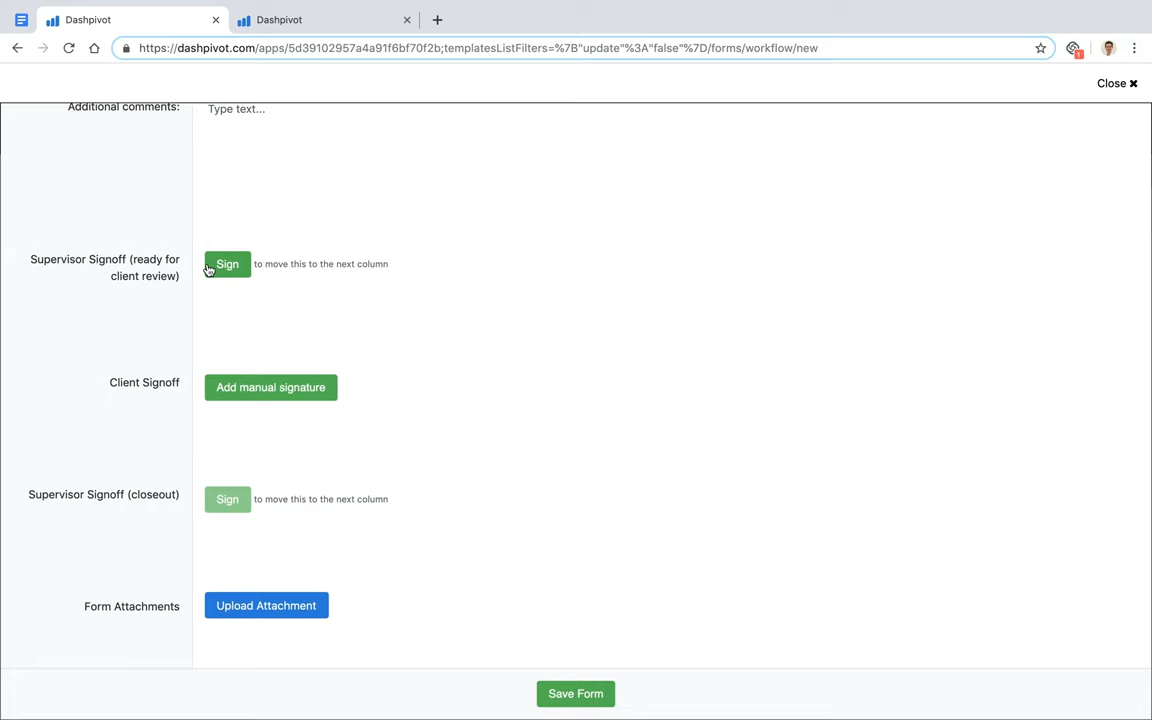 Dashpivot
Dashpivot
https://dashpivot.com/apps/5d39102957a4a91f6bf70f2b;templatesListFilters=%7B"update"%3A"false"%7D/forms/workflow/new
1
Close ✖
Additional comments:
Type text...
Supervisor Signoff (ready for
client review)
Sign to move this to the next column
Client Signoff
Add manual signature
Supervisor Signoff (closeout)
Sign to move this to the next column
Form Attachments
Upload Attachment
Save Form